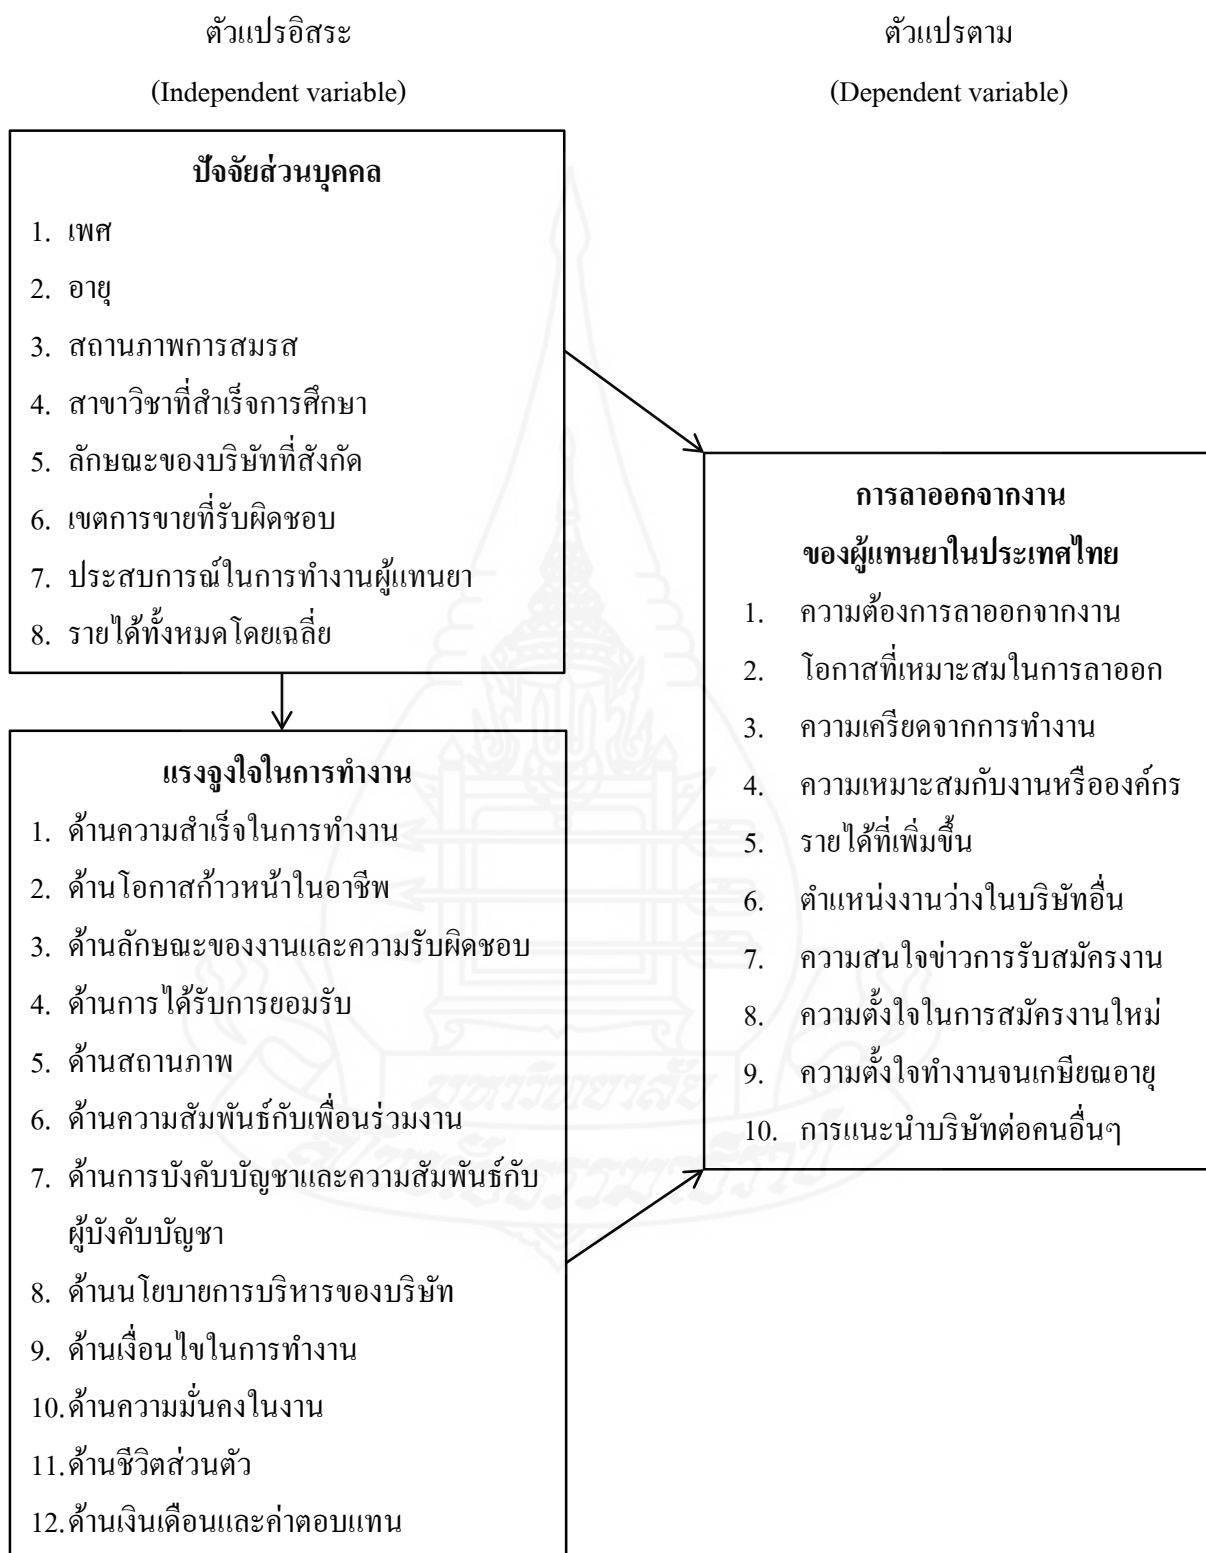 ตัวแปรอิสระ
(Independent variable)
ตัวแปรตาม
(Dependent variable)
ปัจจัยส่วนบุคคล
1. เพศ
2. อายุ
3. สถานภาพการสมรส
4. สาขาวิชาที่สำเร็จการศึกษา
5. ลักษณะของบริษัทที่สังกัด
6. เขตการขายที่รับผิดชอบ
7. ประสบการณ์ในการทำงานผู้แทนยา
8. รายได้ทั้งหมดโดยเฉลี่ย
แรงจูงใจในการทำงาน
1. ด้านความสำเร็จในการทำงาน
2. ด้านโอกาสก้าวหน้าในอาชีพ
3. ด้านลักษณะของงานและความรับผิดชอบ
4. ด้านการได้รับการยอมรับ
5. ด้านสถานภาพ
6. ด้านความสัมพันธ์กับเพื่อนร่วมงาน
7. ด้านการบังคับบัญชาและความสัมพันธ์กับ
ผู้บังคับบัญชา
8. ด้านนโยบายการบริหารของบริษัท
9. ด้านเงื่อนไขในการทำงาน
10.ด้านความมั่นคงในงาน
11.ด้านชีวิตส่วนตัว
12.ด้านเงินเดือนและค่าตอบแทน
การลาออกจากงาน
ของผู้แทนยาในประเทศไทย
1. ความต้องการลาออกจากงาน
2. โอกาสที่เหมาะสมในการลาออก
3. ความเครียดจากการทำงาน
4. ความเหมาะสมกับงานหรือองค์กร
5. รายได้ที่เพิ่มขึ้น
6. ตำแหน่งงานว่างในบริษัทอื่น
7. ความสนใจข่าวการรับสมัครงาน
8. ความตั้งใจในการสมัครงานใหม่
9. ความตั้งใจทำงานจนเกษียณอายุ
10. การแนะนำบริษัทต่อคนอื่นๆ
มหาวิทยาลัย
สุโขทัยธรรมาธิราช